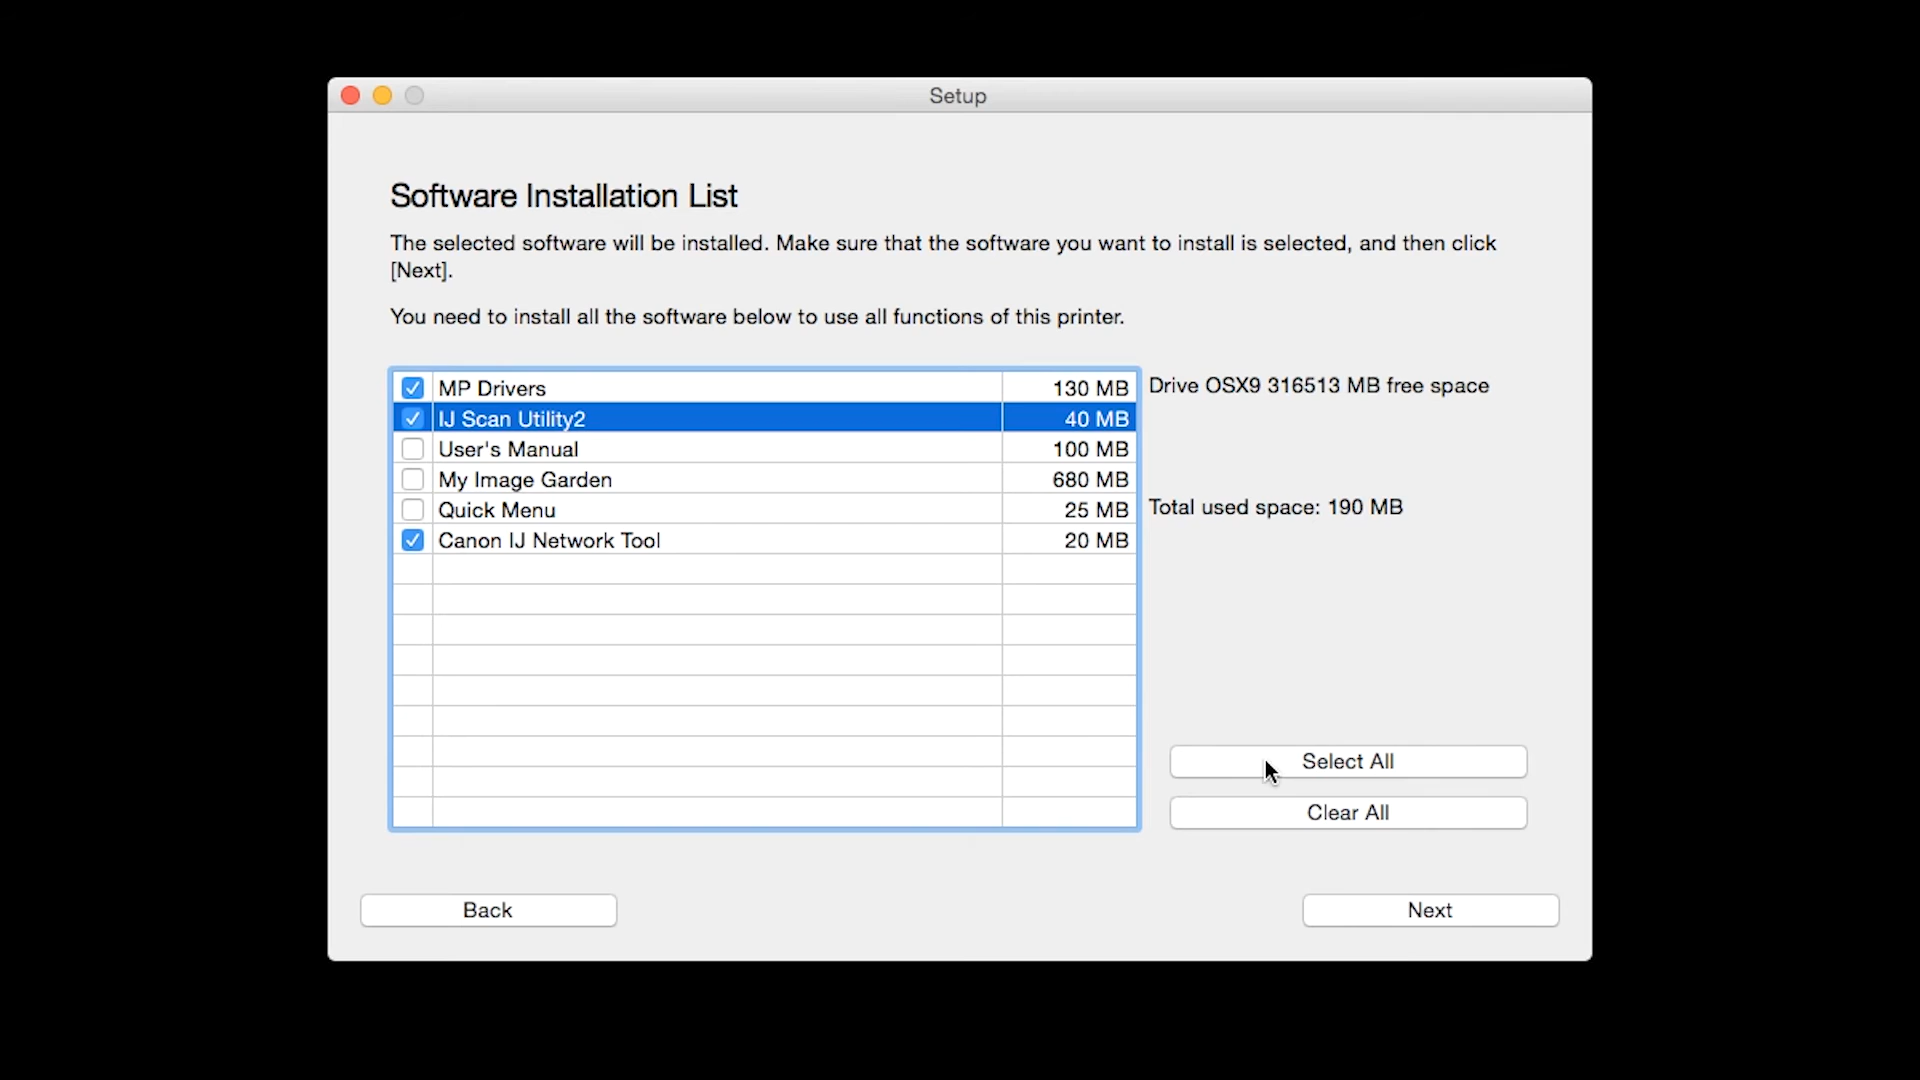 Setup
Software Installation List
The selected software will be installed. Make sure that the software you want to install is selected, and then click
[Next].
You need to install all the software below to use all functions of this printer.
MP Drivers 130 MB
IJ Scan Utility2 40 MB
User's Manual 100 MB
My Image Garden 680 MB
Quick Menu 25 MB
Canon IJ Network Tool 20 MB
Drive OSX9 316513 MB free space
Total used space: 190 MB
Select All
Clear All
Back
Next